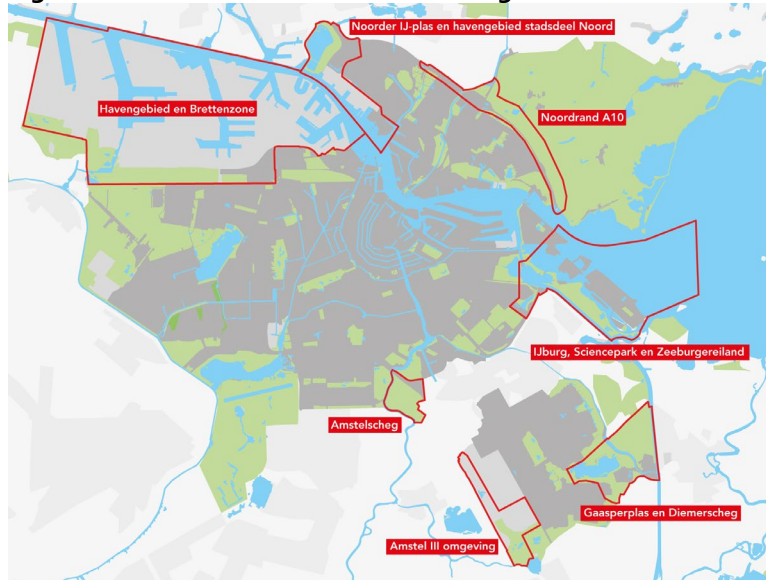 Noorder IJ-plas en havengebied stadsdeel Noord
Havengebied en Brettenzone
Noordrand A10
IJburg, Sciencepark en Zeeburgereiland
Amstelscheg
Gaasperplas en Diemerscheg
Amstel III omgeving